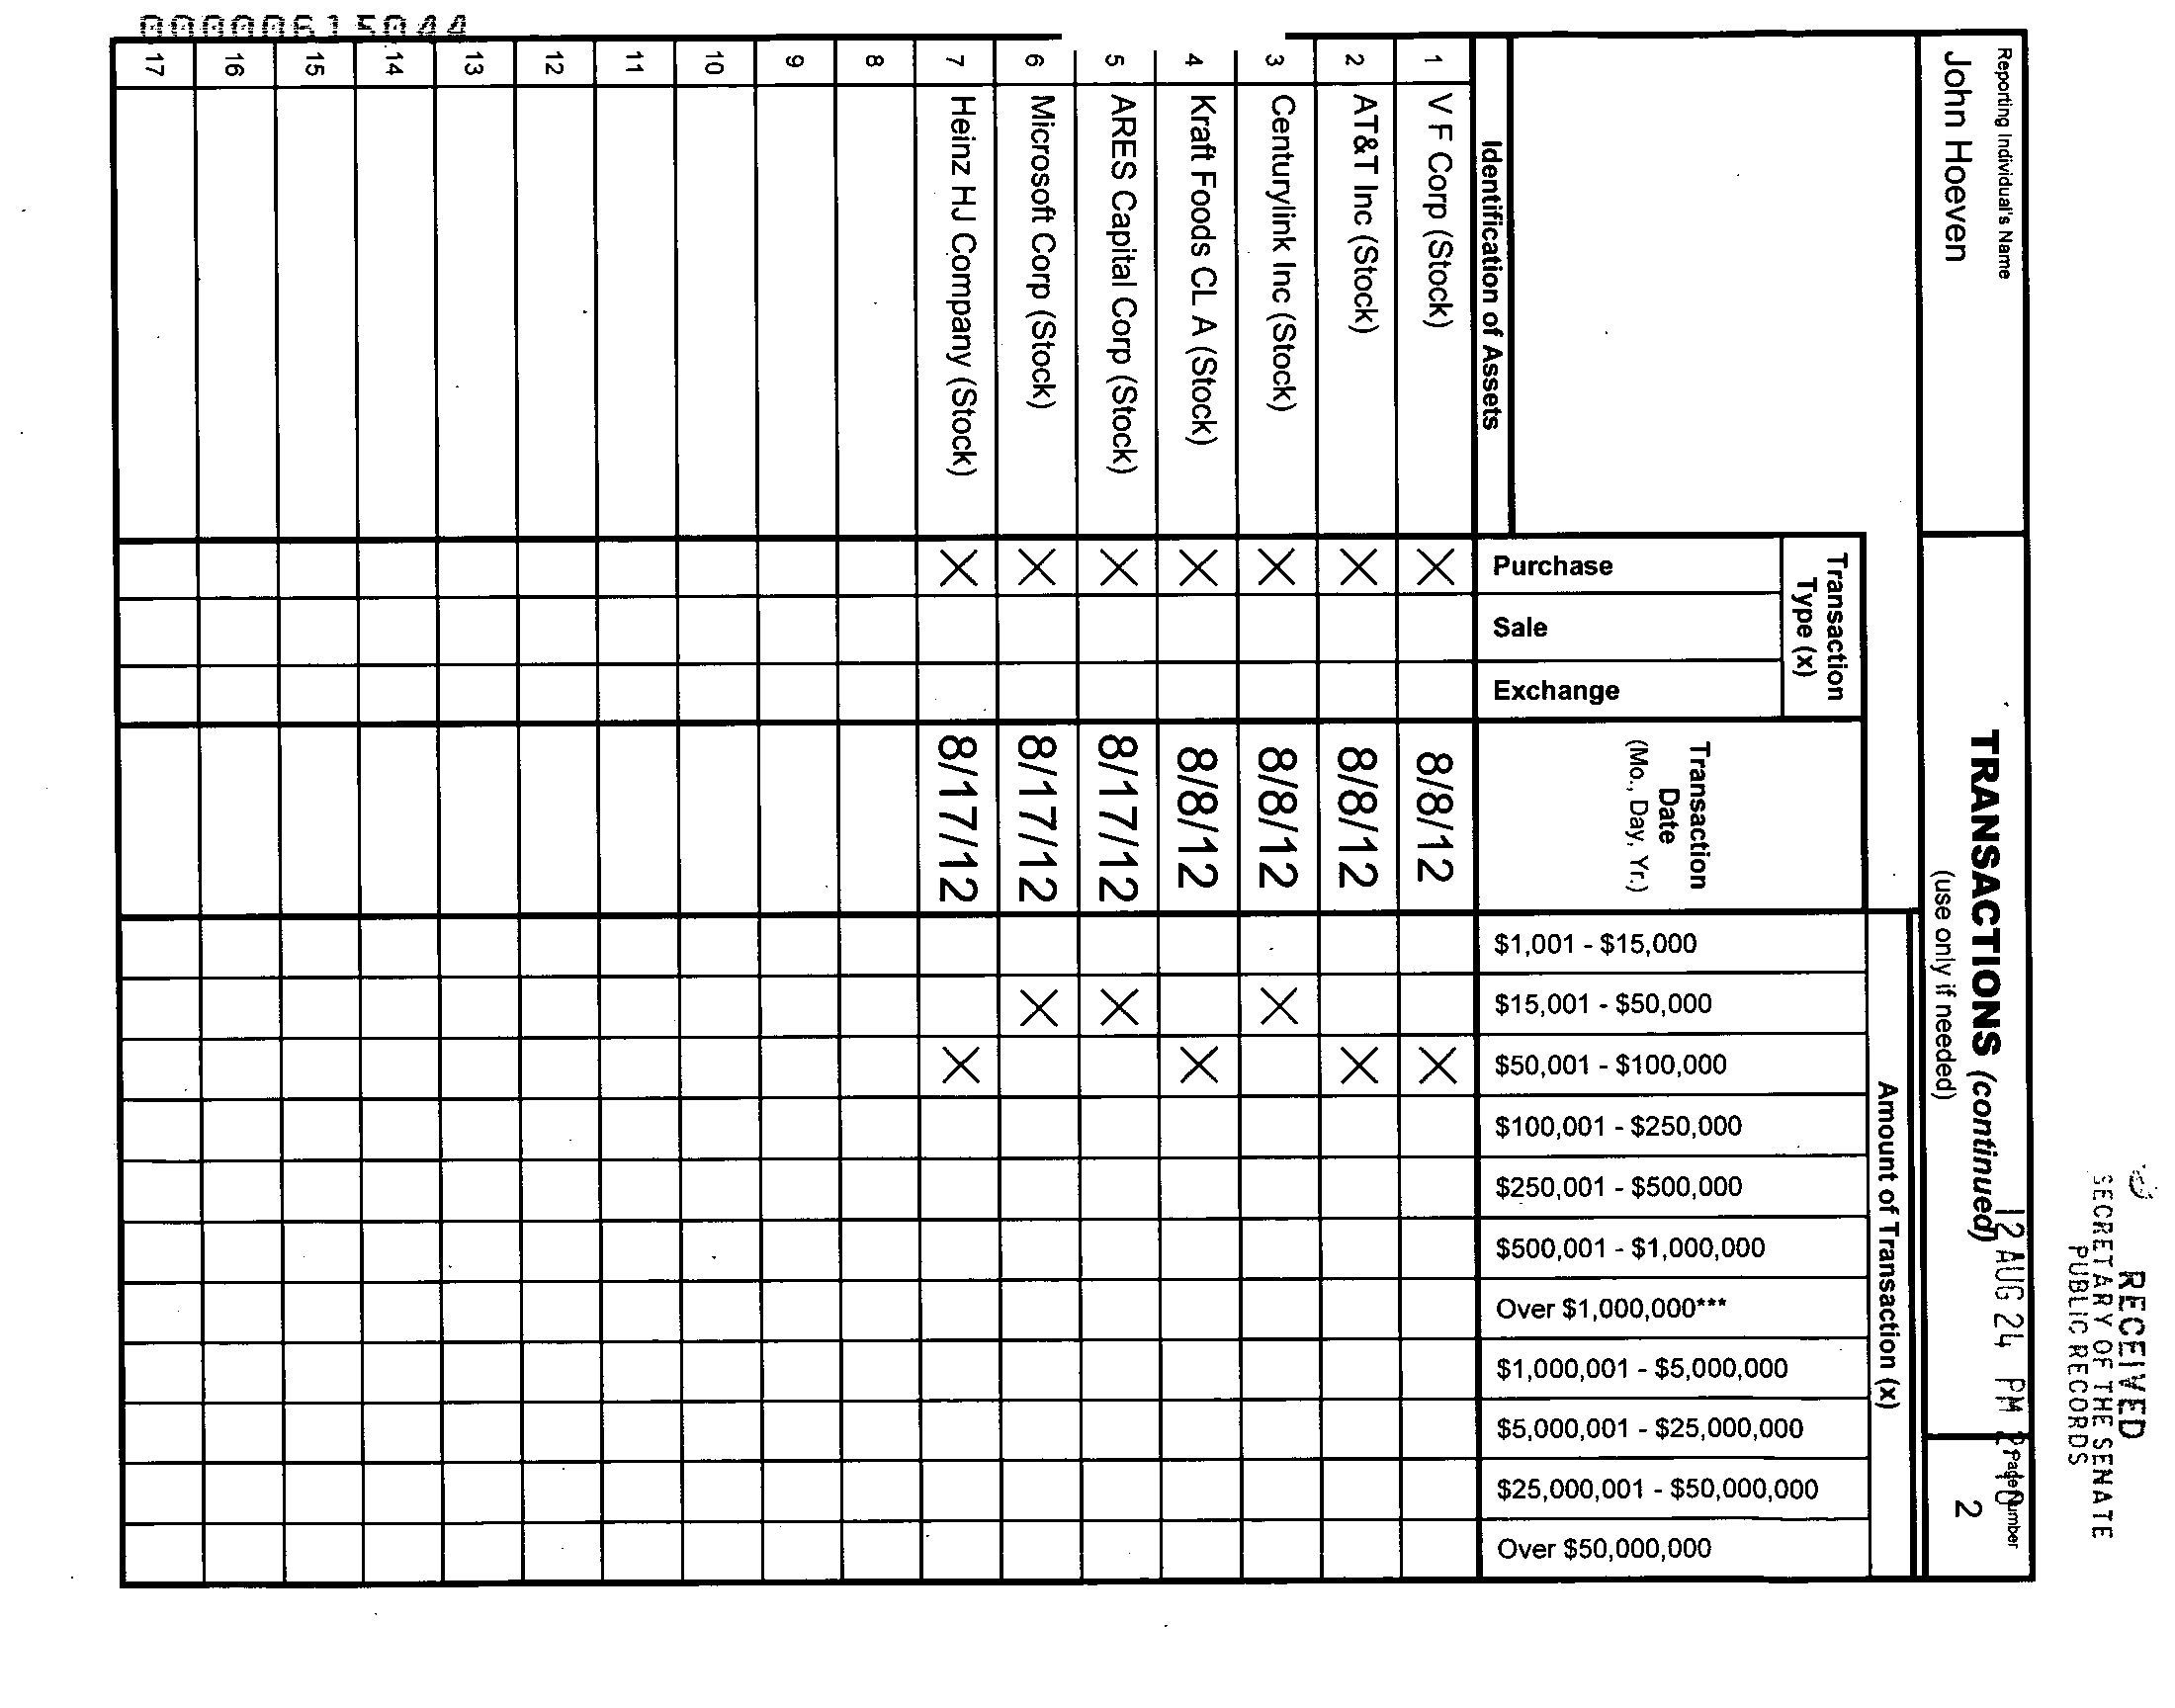 Reporting Individual's Name
John Hoeven
TRANSACTIONS (continued)
(use only if needed)
Page Number
2
RECEIVED
SECRETARY OF THE SENATE
PUBLIC RECORDS
12 AUG 24 PM
Identification of Assets
Transaction
Type (x)
Purchase
Sale
Exchange
Transaction
Date
(Mo., Day, Yr.)
Amount of Transaction (x)
$1,001 - $15,000
$15,001 - $50,000
$50,001 - $100,000
$100,001 - $250,000
$250,001 - $500,000
$500,001 - $1,000,000
Over $1,000,000***
$1,000,001 - $5,000,000
$5,000,001 - $25,000,000
$25,000,001 - $50,000,000
Over $50,000,000
1 V F Corp (Stock) X 8/8/12 X
2 AT&T Inc (Stock) X 8/8/12 X
3 Centurylink Inc (Stock) X 8/8/12 X
4 Kraft Foods CL A (Stock) X 8/8/12 X
5 ARES Capital Corp (Stock) X 8/17/12 X
6 Microsoft Corp (Stock) X 8/17/12 X
7 Heinz HJ Company (Stock) X 8/17/12 X
8
9
10
11
12
13
14
15
16
17